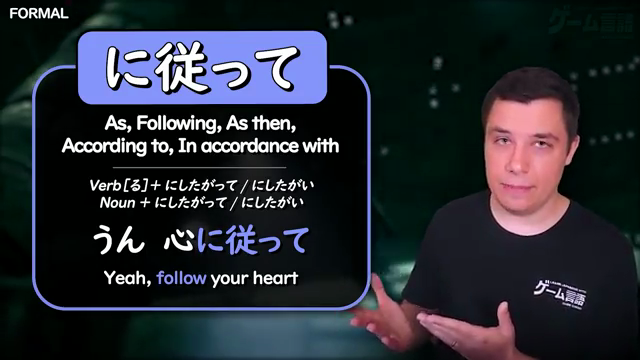 FORMAL
ゲーム言語
に従って
As, Following, As then,
According to, In accordance with
Verb [る] + にしたがって / にしたがい
Noun + にしたがって / にしたがい
うん 心に従って
Yeah, follow your heart
ゲーム言語